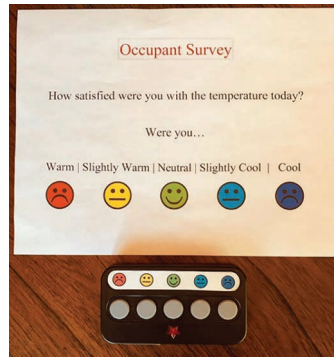 Occupant Survey
How satisfied were you with the temperature today?
Were you…
Warm | Slightly Warm | Neutral | Slightly Cool | Cool